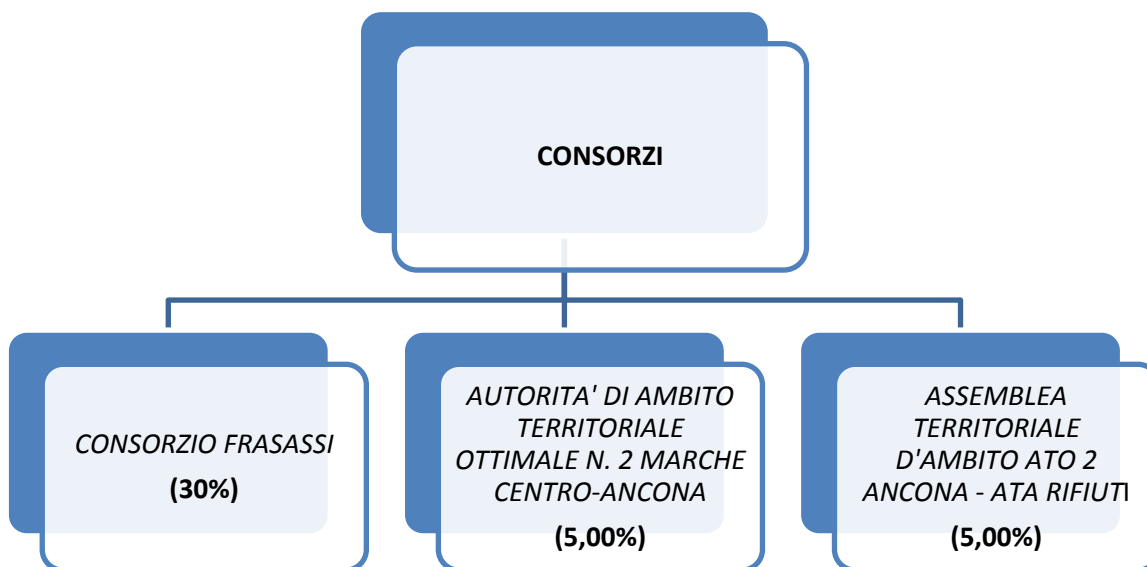 CONSORZI
CONSORZIO FRASASSI
(30%)
AUTORITA' DI AMBITO
TERRITORIALE
OTTIMALE N. 2 MARCHE
CENTRO-ANCONA
(5,00%)
ASSEMBLEA
TERRITORIALE
D'AMBITO ATO 2
ANCONA - ATA RIFIUTI
(5,00%)